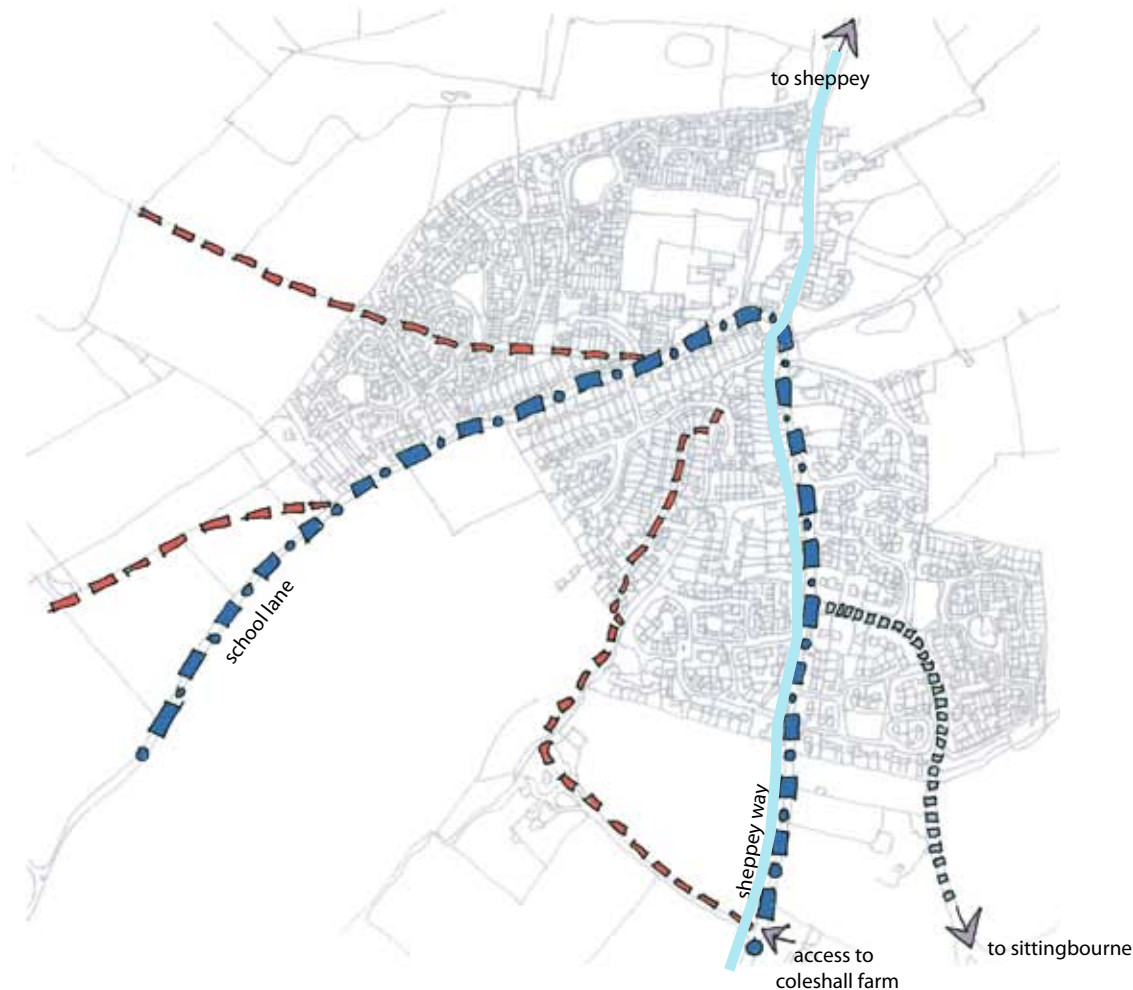 to sheppey
school lane
sheppey way
access to
coleshall farm
to sittingbourne